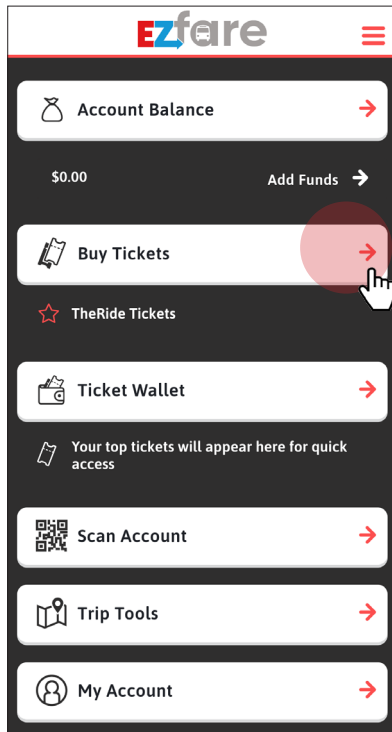 EZfare
Account Balance
$0.00
Add Funds
Buy Tickets
TheRide Tickets
Ticket Wallet
Your top tickets will appear here for quick
access
Scan Account
Trip Tools
My Account